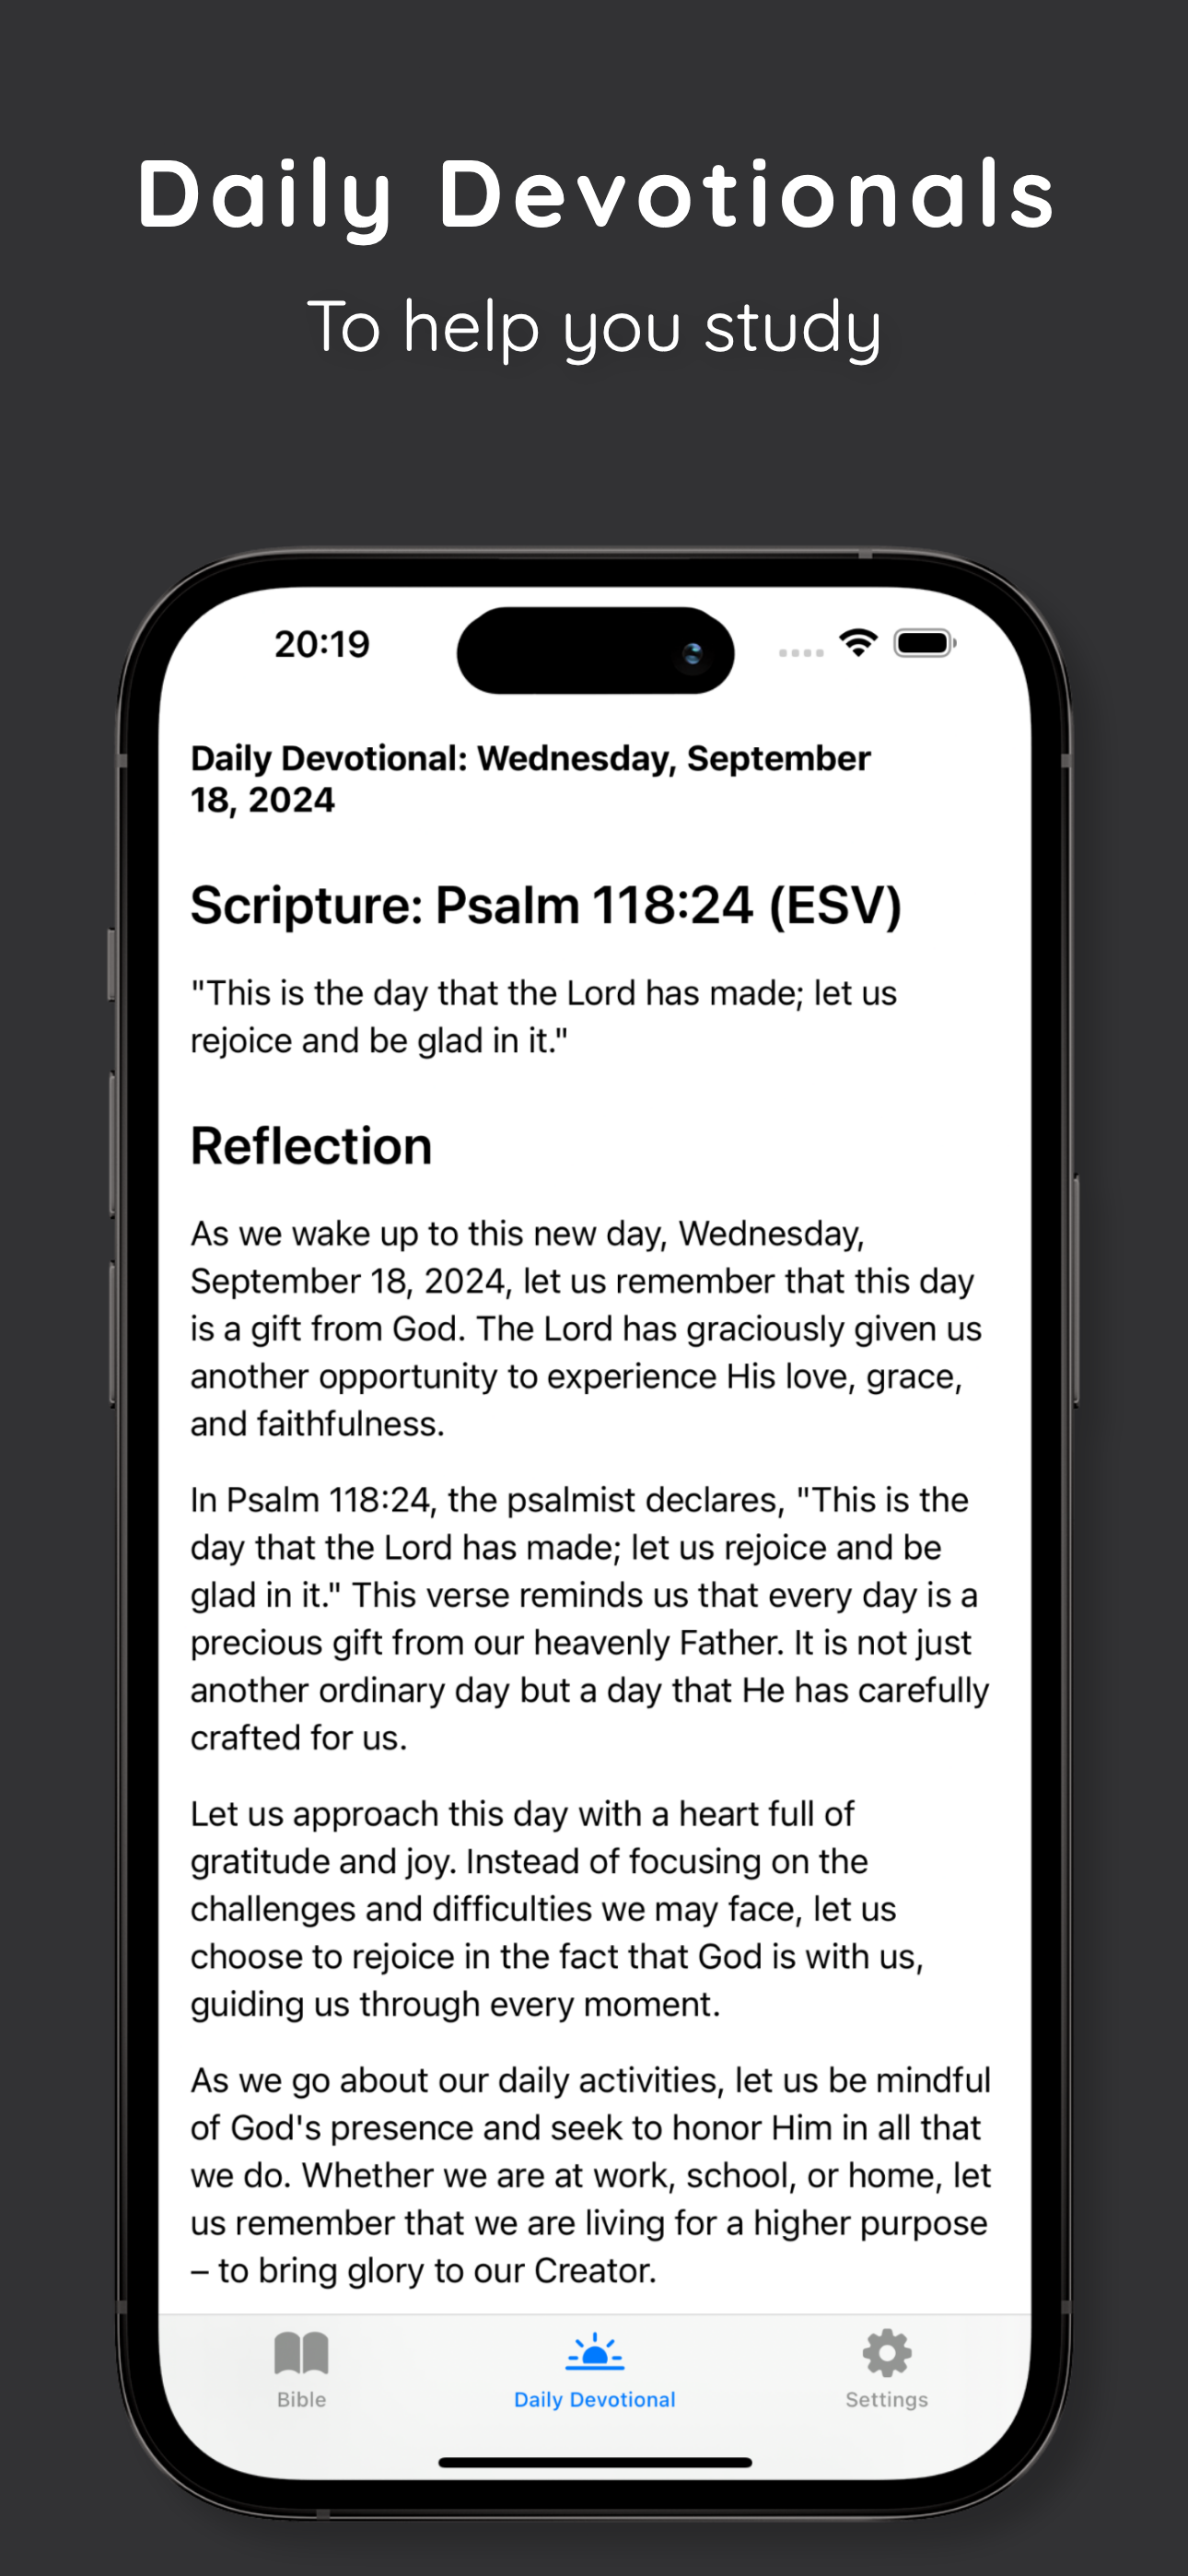 Daily Devotionals
To help you study
20:19
Daily Devotional: Wednesday, September
18, 2024
Scripture: Psalm 118:24 (ESV)
"This is the day that the Lord has made; let us
rejoice and be glad in it."
Reflection
As we wake up to this new day, Wednesday,
September 18, 2024, let us remember that this day
is a gift from God. The Lord has graciously given us
another opportunity to experience His love, grace,
and faithfulness.
In Psalm 118:24, the psalmist declares, "This is the
day that the Lord has made; let us rejoice and be
glad in it." This verse reminds us that every day is a
precious gift from our heavenly Father. It is not just
another ordinary day but a day that He has carefully
crafted for us.
Let us approach this day with a heart full of
gratitude and joy. Instead of focusing on the
challenges and difficulties we may face, let us
choose to rejoice in the fact that God is with us,
guiding us through every moment.
As we go about our daily activities, let us be mindful
of God's presence and seek to honor Him in all that
we do. Whether we are at work, school, or home, let
us remember that we are living for a higher purpose
– to bring glory to our Creator.
Bible
Daily Devotional
Settings